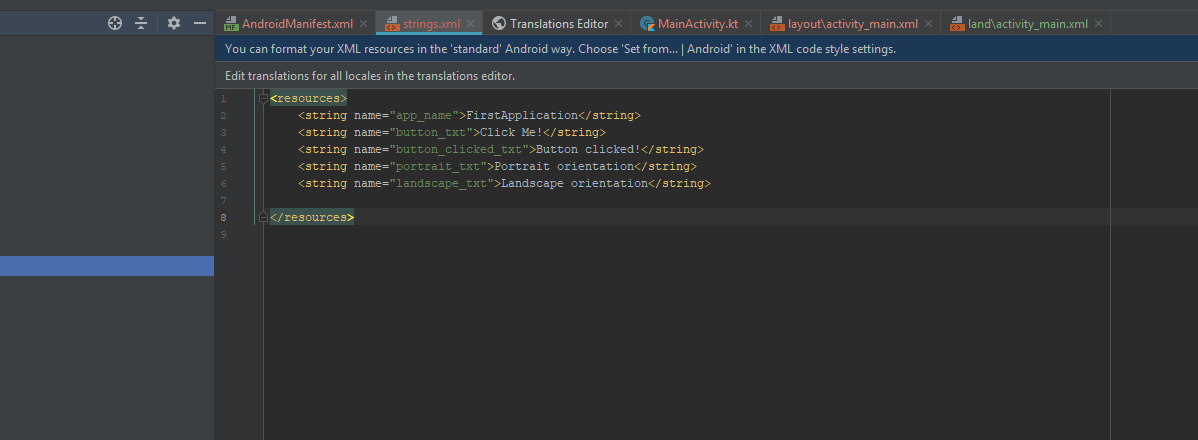 AndroidManifest.xml strings.xml Translations Editor MainActivity.kt layout\activity_main.xml land\activity_main.xml
You can format your XML resources in the 'standard' Android way. Choose 'Set from... | Android' in the XML code style settings.
Edit translations for all locales in the translations editor.
1 <resources>
2 <string name="app_name">FirstApplication</string>
3 <string name="button_txt">Click Me!</string>
4 <string name="button_clicked_txt">Button clicked!</string>
5 <string name="portrait_txt">Portrait orientation</string>
6 <string name="landscape_txt">Landscape orientation</string>
7
8 </resources>
9